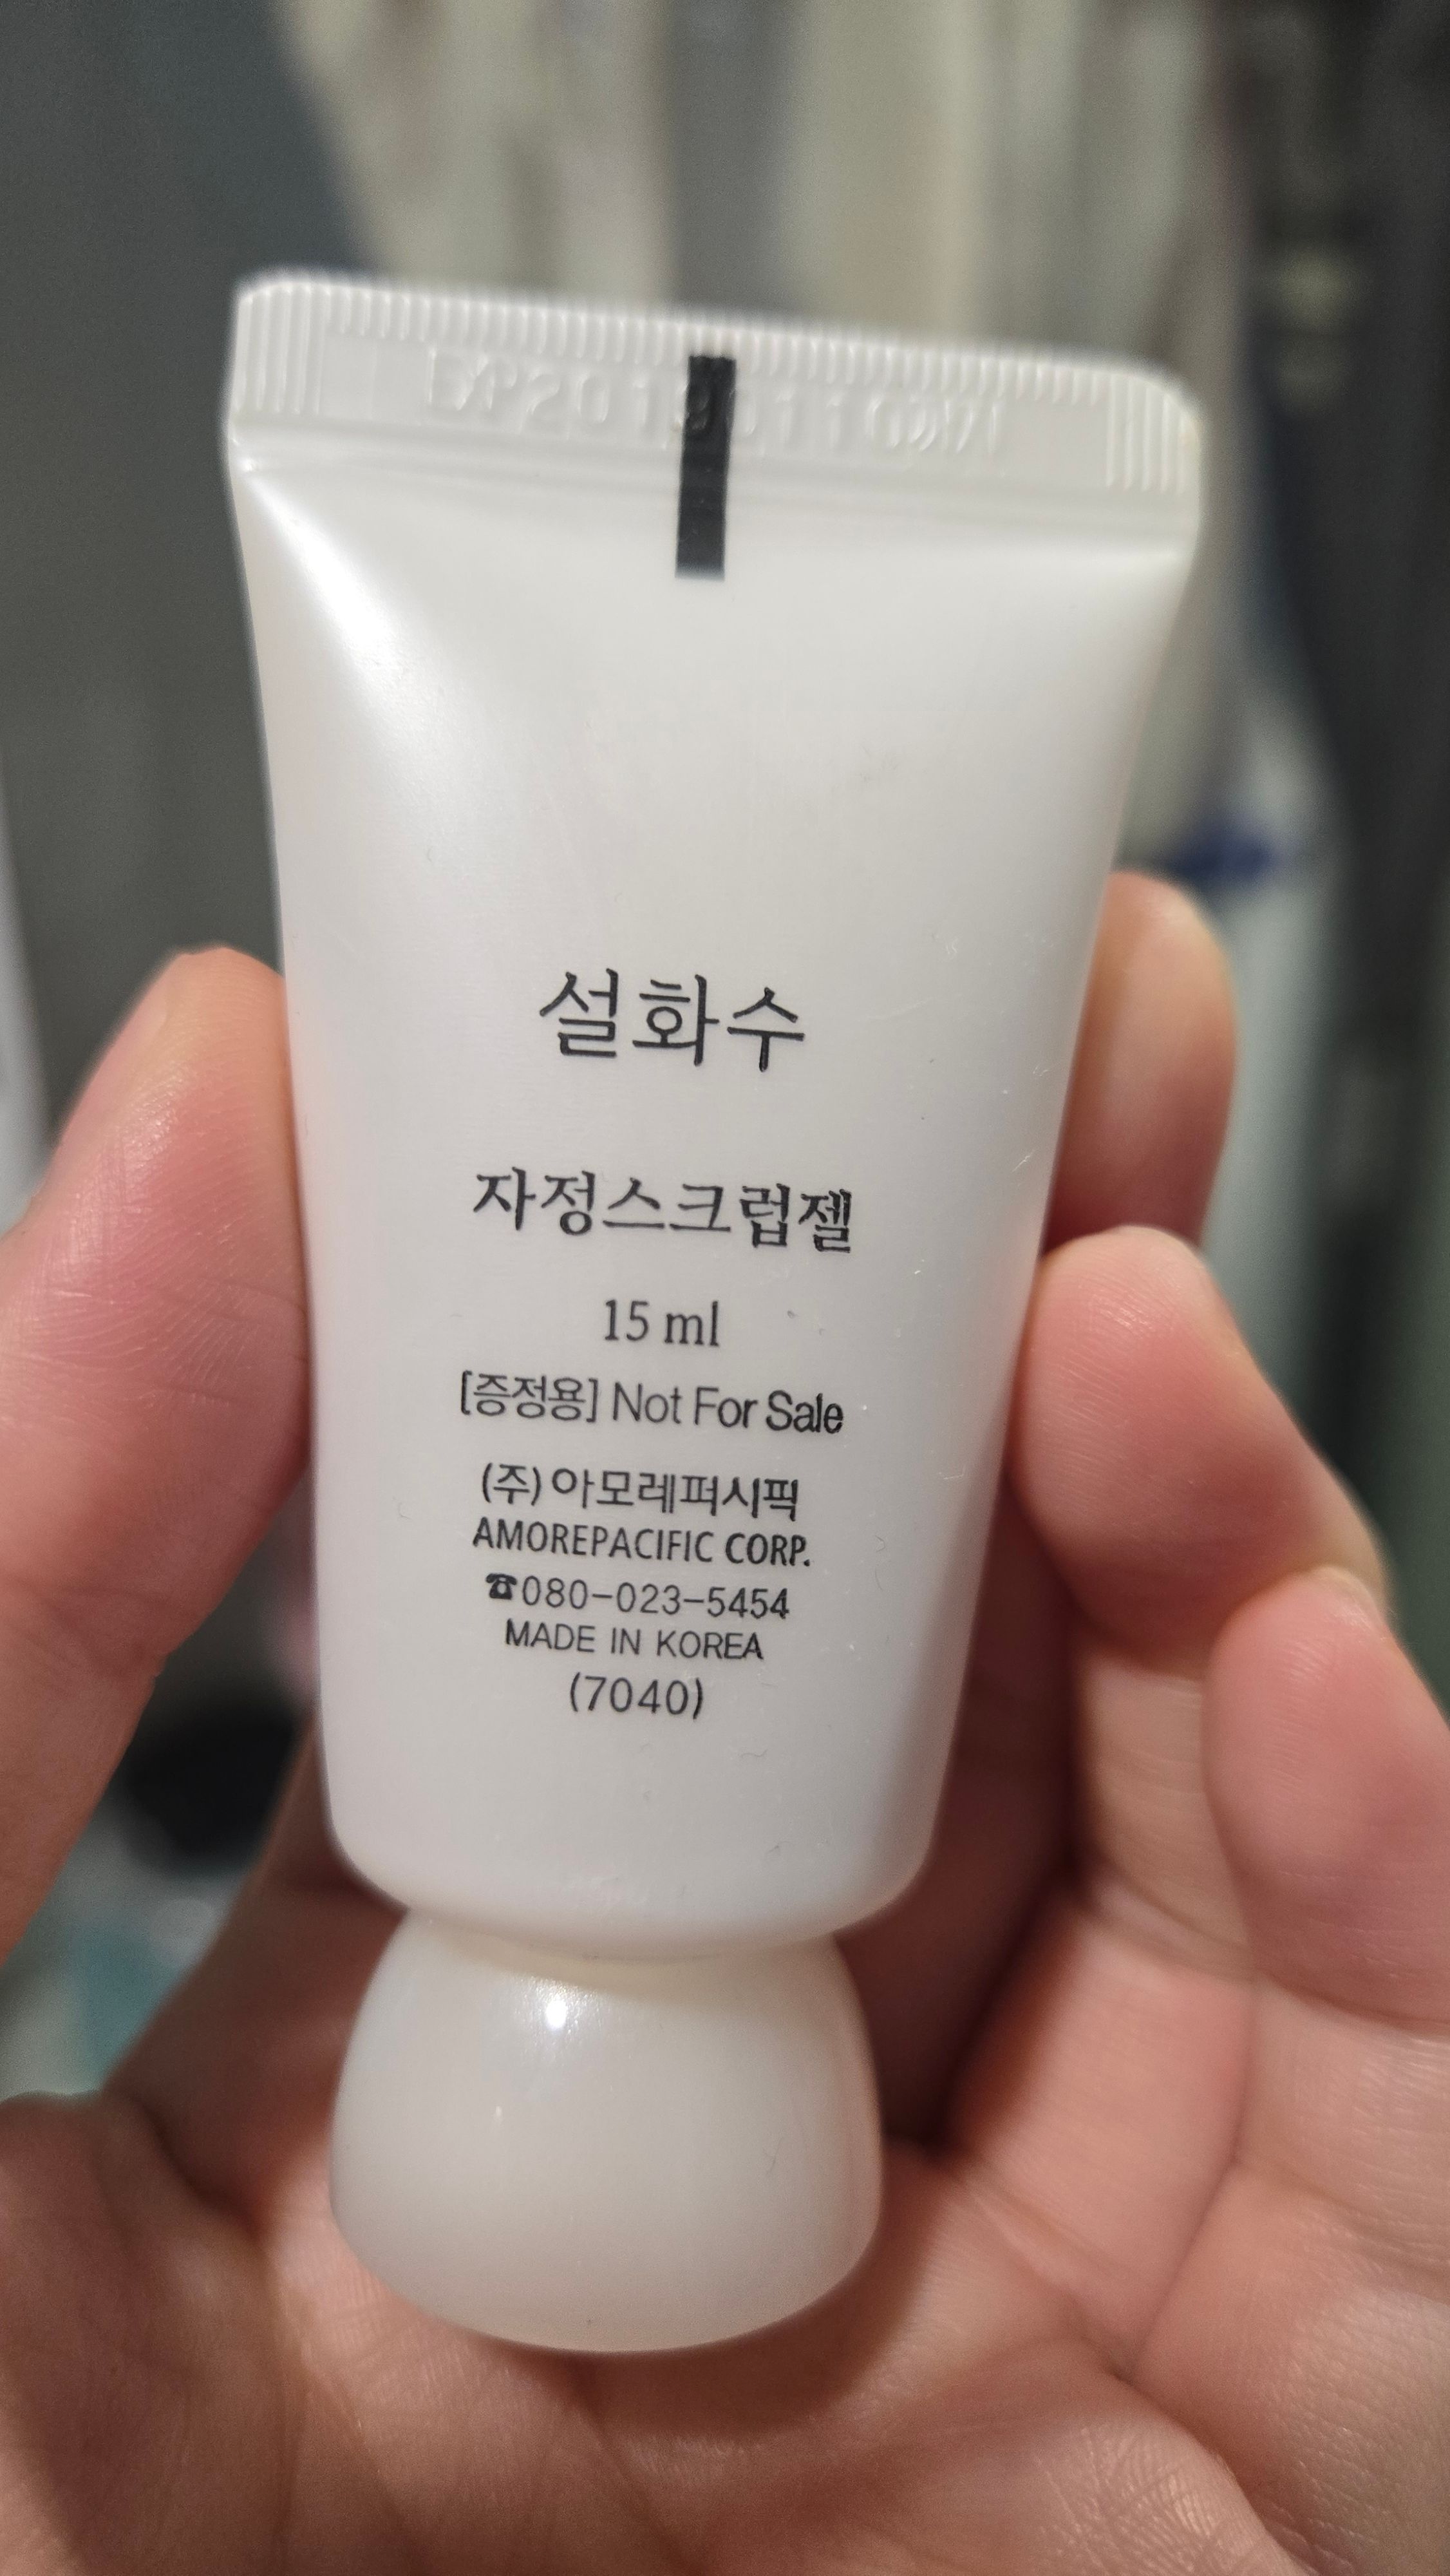 설화수
자정스크럽젤
15 ml
[증정용] Not For Sale
(주)아모레퍼시픽
AMOREPACIFIC CORP.
☎080-023-5454
MADE IN KOREA
(7040)